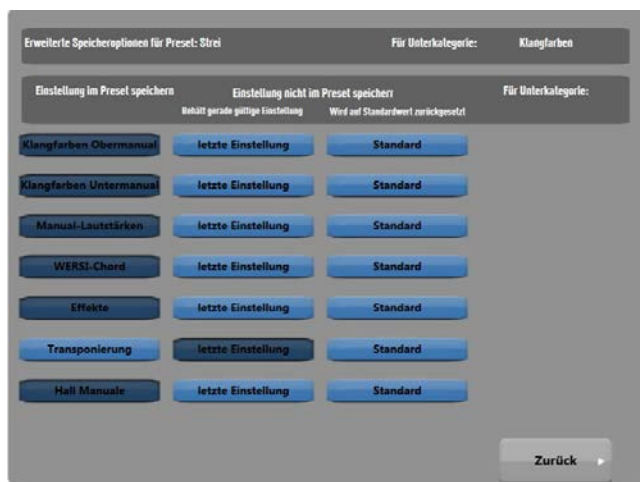 Erweiterte Speicheroptionen für Preset: Strei Für Unterkategorie: Klangfarben
Einstellung im Preset speichern Einstellung nicht im Preset speicherr Für Unterkategorie:
Behält gerade gültige Einstellung Wird auf Standardwert zurückgesetzt
Klangfarben Obermanual letzte Einstellung Standard
Klangfarben Untermanual letzte Einstellung Standard
Manual-Lautstärken letzte Einstellung Standard
WERSI-Chord letzte Einstellung Standard
Effekte letzte Einstellung Standard
Transponierung letzte Einstellung Standard
Hall Manuale letzte Einstellung Standard
Zurück